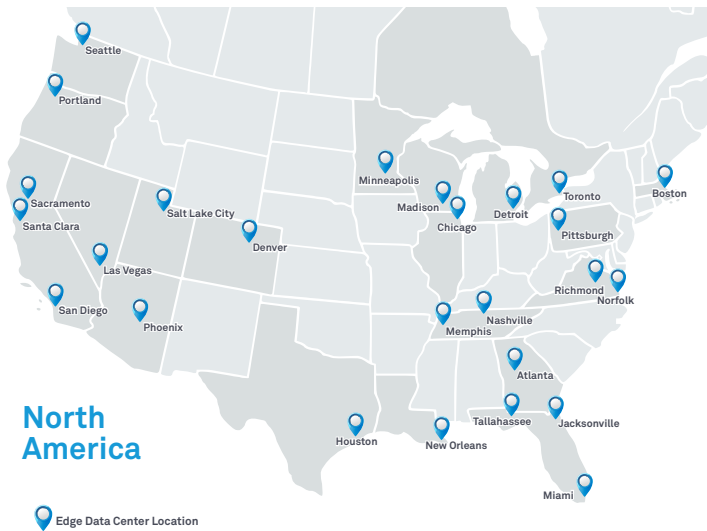 Seattle
Portland
Minneapolis
Sacramento
Salt Lake City
Madison
Toronto
Boston
Santa Clara
Chicago
Detroit
Pittsburgh
Denver
Las Vegas
Richmond
Norfolk
San Diego
Phoenix
Nashville
Memphis
Atlanta
North
America
Tallahassee
Jacksonville
Houston
New Orleans
Miami
Edge Data Center Location